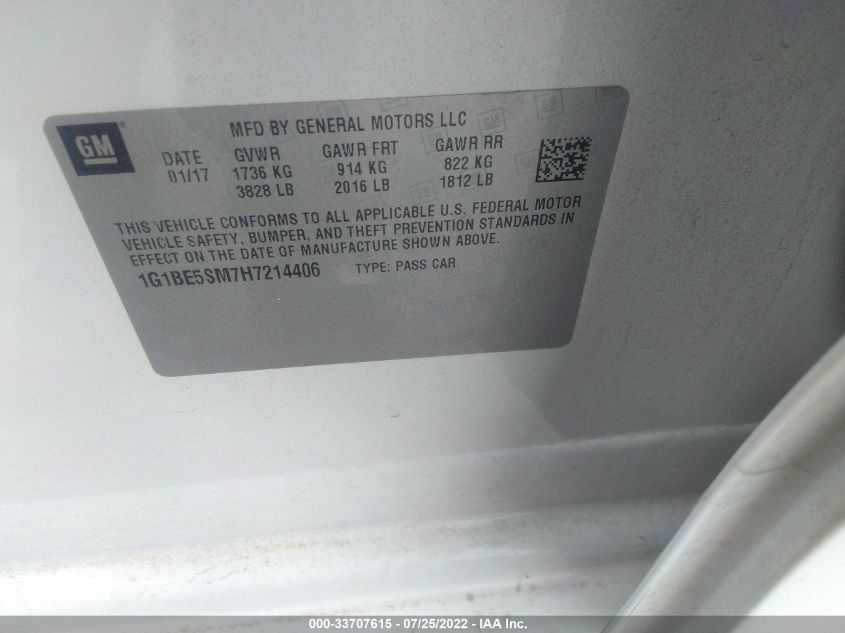 GM
MFD BY GENERAL MOTORS LLC
DATE GVWR GAWR FRT GAWR RR
01/17 1736 KG 914 KG 822 KG
3828 LB 2016 LB 1812 LB
THIS VEHICLE CONFORMS TO ALL APPLICABLE U.S. FEDERAL MOTOR
VEHICLE SAFETY, BUMPER, AND THEFT PREVENTION STANDARDS IN
EFFECT ON THE DATE OF MANUFACTURE SHOWN ABOVE.
1G1BE5SM7H7214406 TYPE: PASS CAR
000-33707615 - 07/25/2022 - IAA Inc.